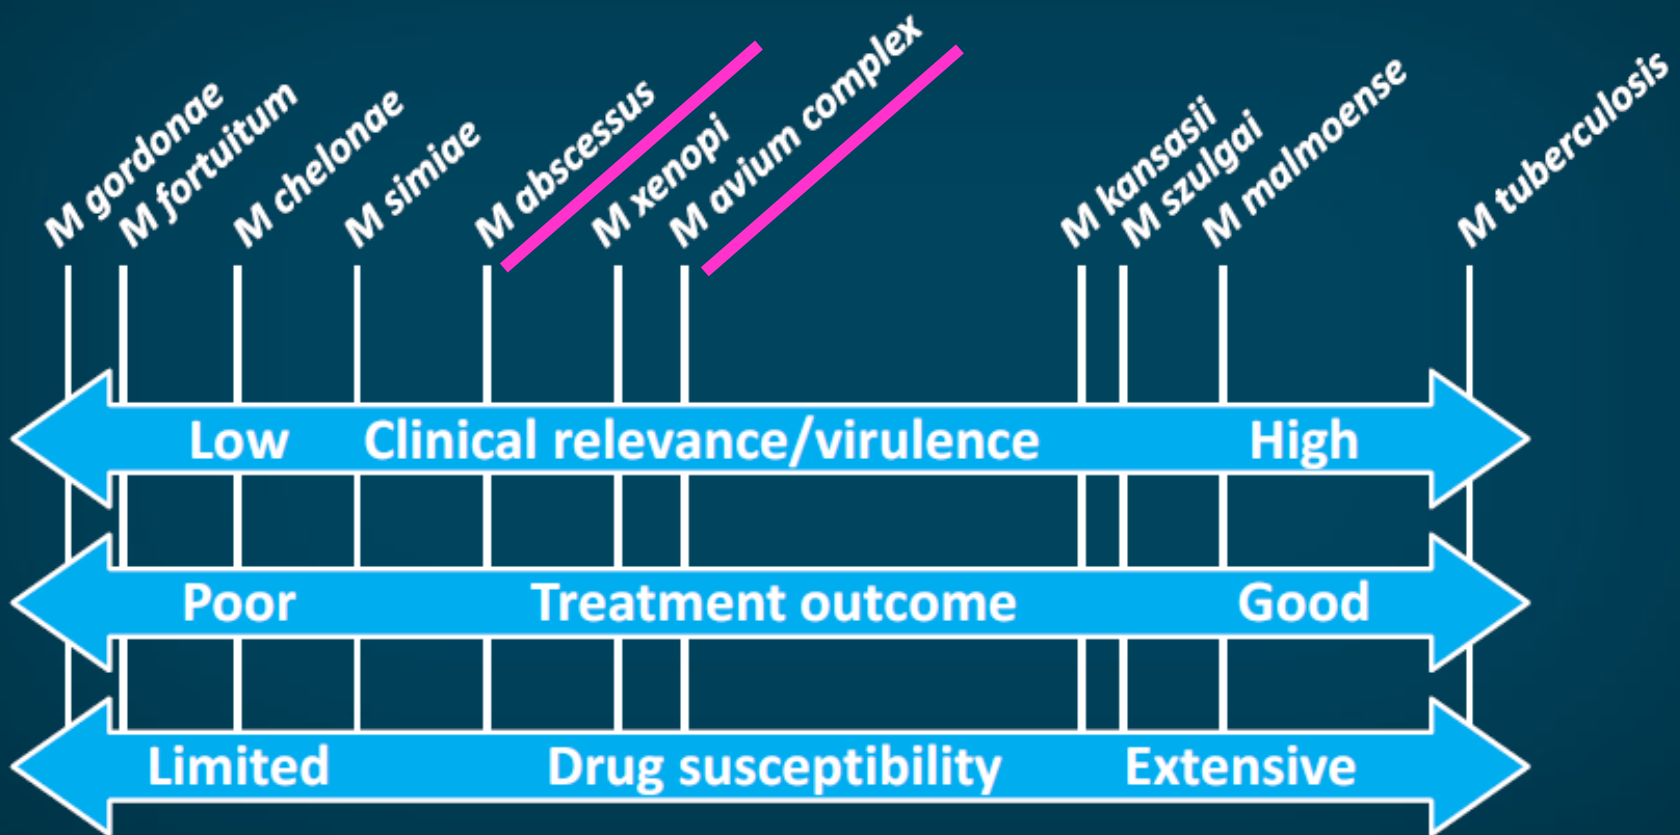 M gordonae
M fortuitum
M chelonae
M simiae
M abscessus
M xenopi
M avium complex
M kansasii
M szulgai
M malmoense
M tuberculosis
Low Clinical relevance/virulence High
Poor Treatment outcome Good
Limited Drug susceptibility Extensive